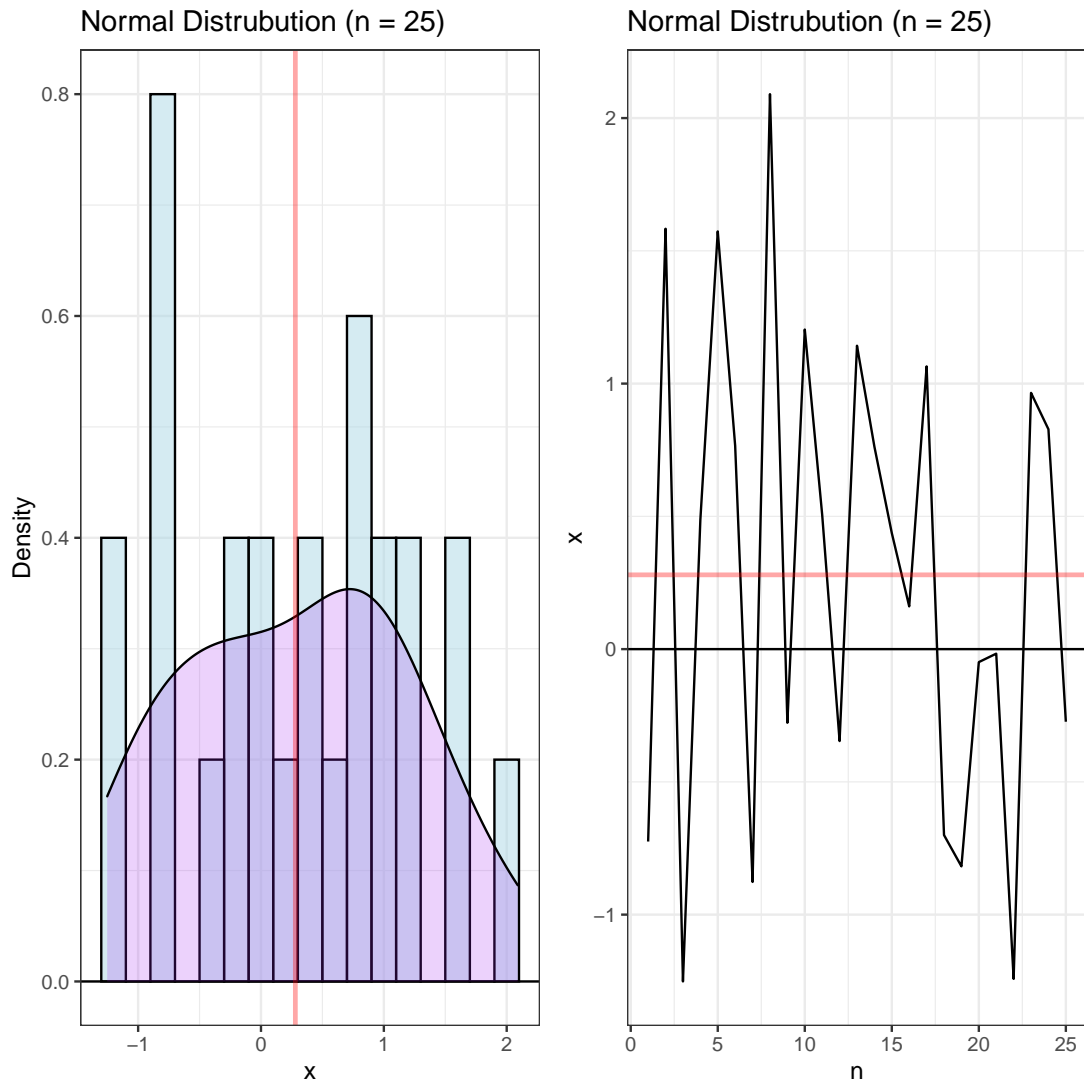 Normal Distrubution (n = 25)
0.8
0.6
0.4
0.2
0.0
Density
−1 0 1 2
x
Normal Distrubution (n = 25)
2
1
0
−1
x
0 5 10 15 20 25
n